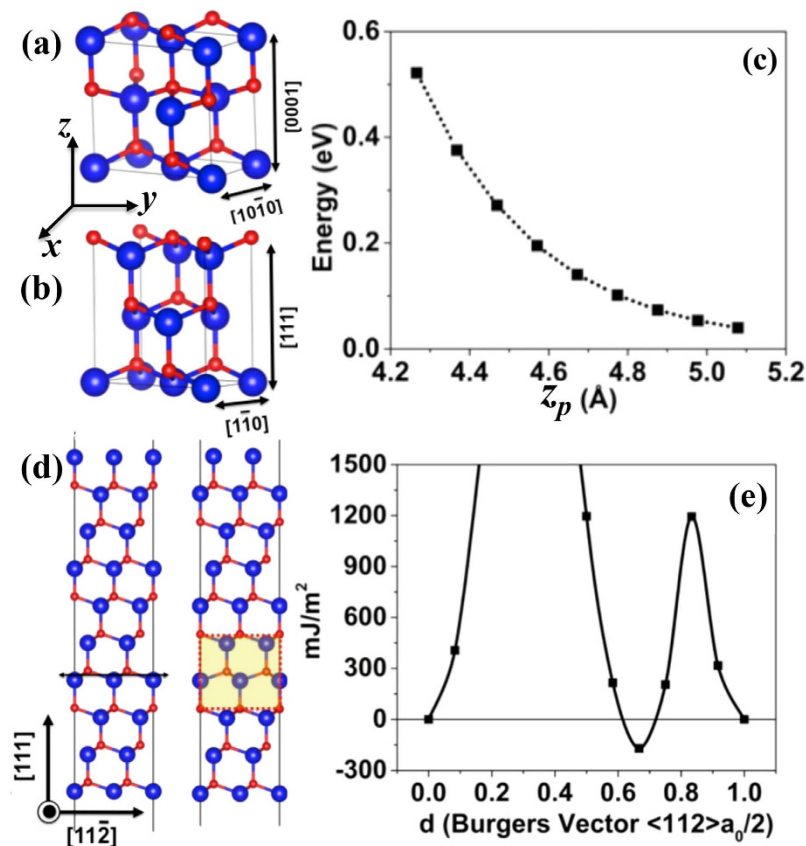 (a)
z
y
x
[0001]
[101̅0]
(b)
[111]
[11̅0]
(c)
Energy (eV)
0.6
0.4
0.2
0.0
4.2 4.4 4.6 4.8 5.0 5.2
zp (Å)
(d)
[111]
[112̅]
(e)
mJ/m²
1500
1200
900
600
300
0
-300
0.0 0.2 0.4 0.6 0.8 1.0
d (Burgers Vector <112>a₀/2)